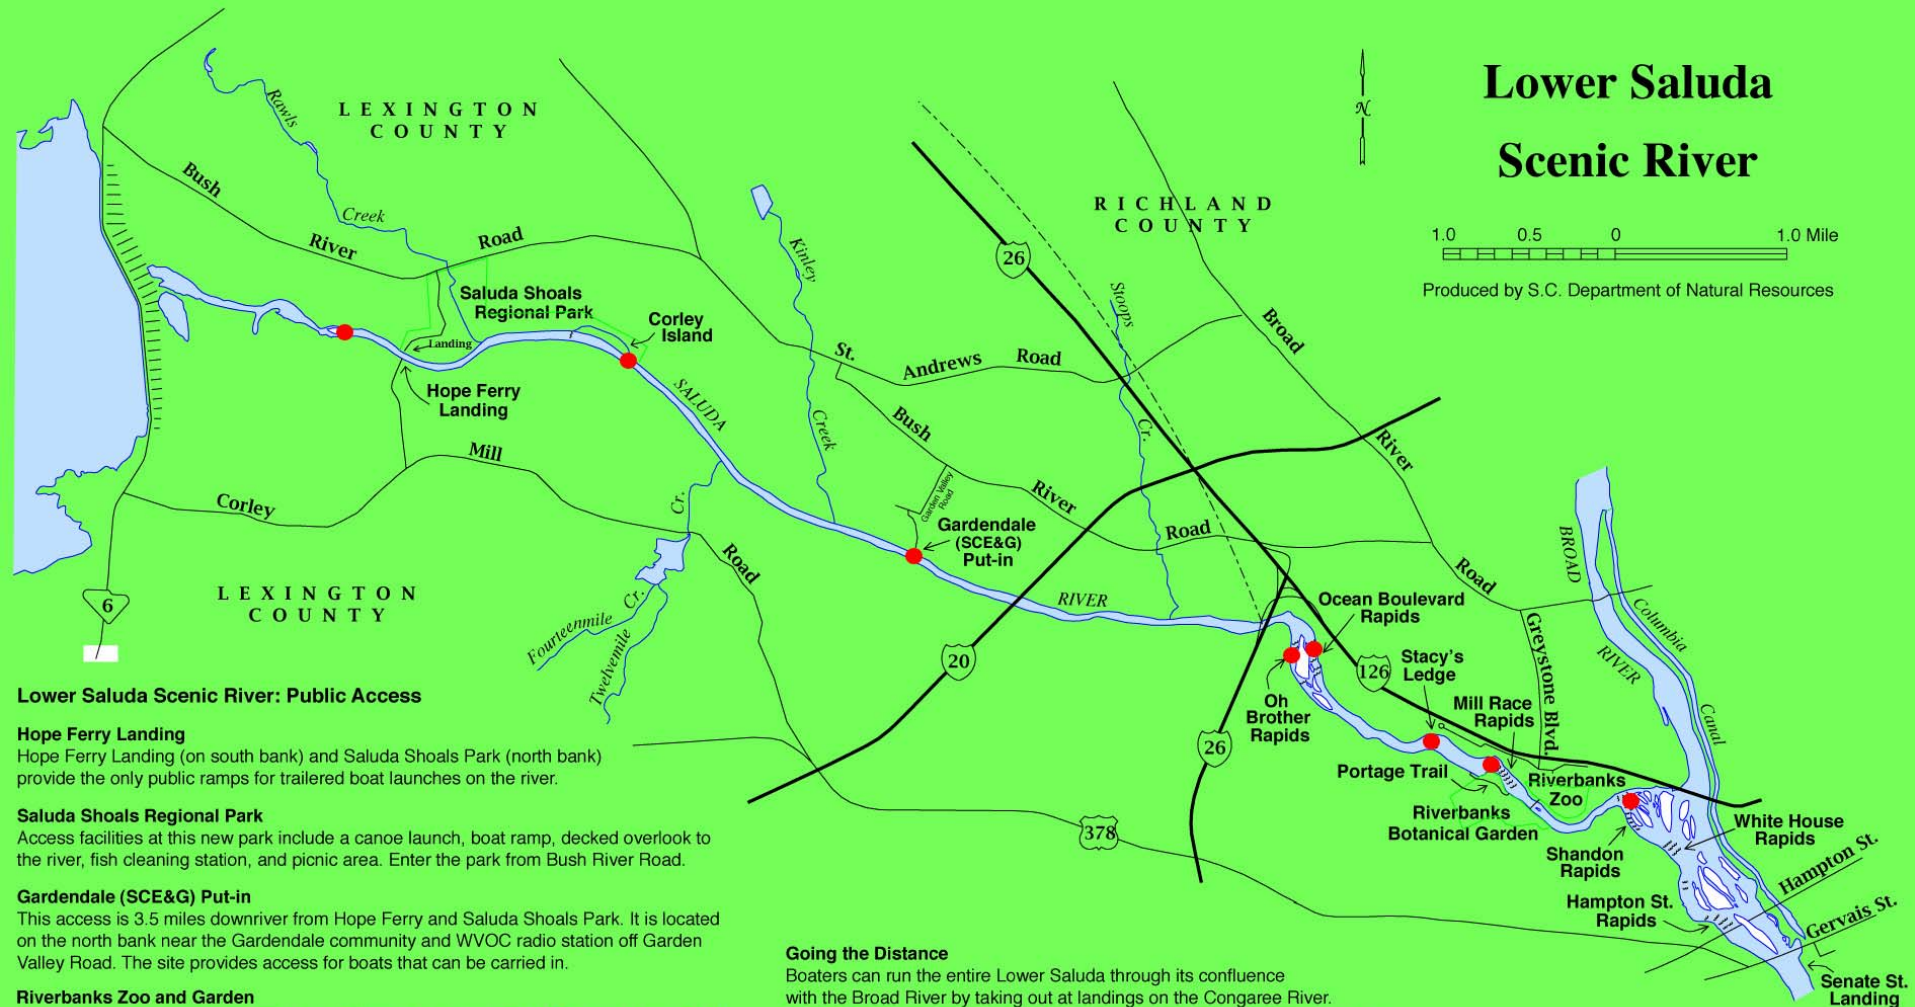 Lower Saluda
Scenic River
N
1.0 0.5 0 1.0 Mile
Produced by S.C. Department of Natural Resources
LEXINGTON
COUNTY
RICHLAND
COUNTY
Rawls
Creek
Bush
River
Road
Kinley
Creek
Stoops
Cr.
26
Broad
River
Road
Saluda Shoals
Regional Park
Corley
Island
Landing
Hope Ferry
Landing
St.
Andrews
Road
SALUDA
RIVER
Bush
River
Road
Garden Valley
Road
Gardendale
(SCE&G)
Put-in
Mill
Corley
Road
Cr.
Fourteenmile
Cr.
Twelvemile
LEXINGTON
COUNTY
6
20
26
126
378
BROAD
RIVER
Columbia
Canal
Greystone Blvd.
Ocean Boulevard
Rapids
Stacy's
Ledge
Oh
Brother
Rapids
Mill Race
Rapids
Portage Trail
Riverbanks
Zoo
Riverbanks
Botanical Garden
White House
Rapids
Shandon
Rapids
Hampton St.
Hampton St.
Rapids
Gervais St.
Senate St.
Landing
Lower Saluda Scenic River: Public Access
Hope Ferry Landing
Hope Ferry Landing (on south bank) and Saluda Shoals Park (north bank)
provide the only public ramps for trailered boat launches on the river.
Saluda Shoals Regional Park
Access facilities at this new park include a canoe launch, boat ramp, decked overlook to
the river, fish cleaning station, and picnic area. Enter the park from Bush River Road.
Gardendale (SCE&G) Put-in
This access is 3.5 miles downriver from Hope Ferry and Saluda Shoals Park. It is located
on the north bank near the Gardendale community and WVOC radio station off Garden
Valley Road. The site provides access for boats that can be carried in.
Riverbanks Zoo and Garden
Going the Distance
Boaters can run the entire Lower Saluda through its confluence
with the Broad River by taking out at landings on the Congaree River.